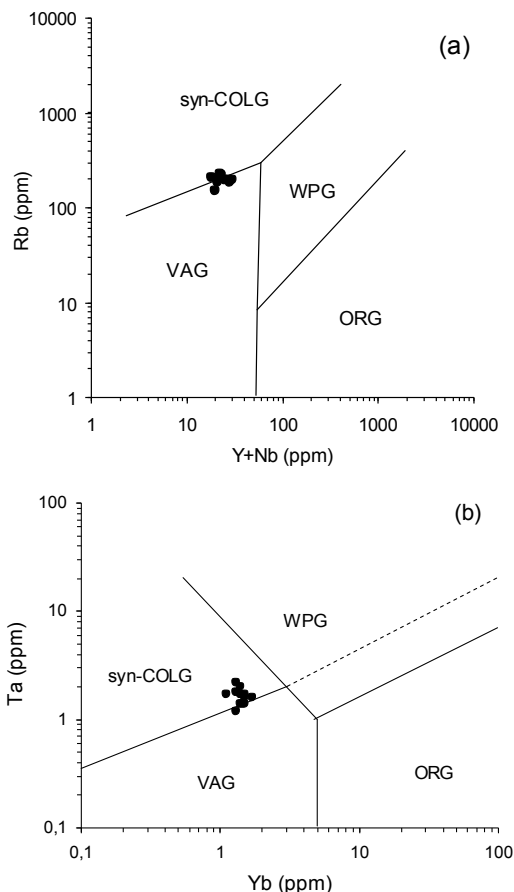 (a)
10000
1000
100
10
1
Rb (ppm)
syn-COLG
WPG
VAG
ORG
1 10 100 1000 10000
Y+Nb (ppm)
(b)
100
10
1
0,1
Ta (ppm)
WPG
syn-COLG
VAG
ORG
0,1 1 10 100
Yb (ppm)